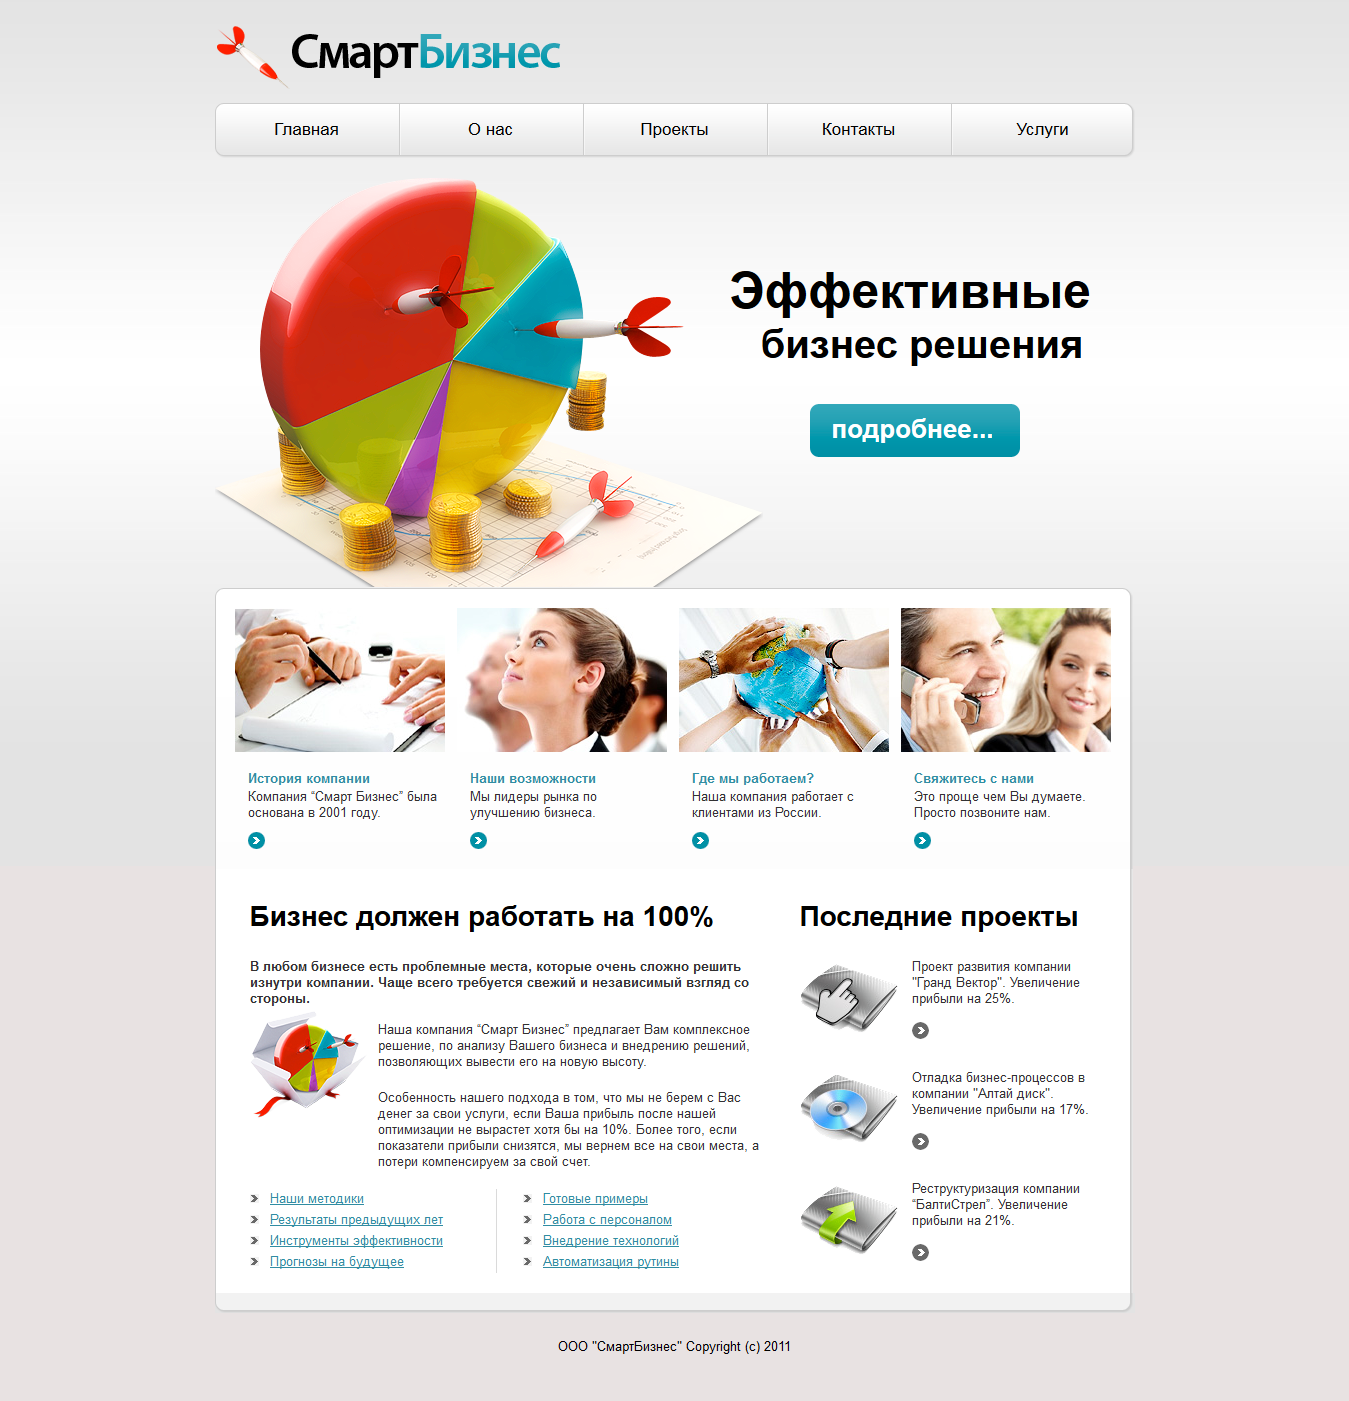 СмартБизнес
Главная
О нас
Проекты
Контакты
Услуги
Эффективные
бизнес решения
подробнее...
История компании
Компания “Смарт Бизнес” была
основана в 2001 году.
Наши возможности
Мы лидеры рынка по
улучшению бизнеса.
Где мы работаем?
Наша компания работает с
клиентами из России.
Свяжитесь с нами
Это проще чем Вы думаете.
Просто позвоните нам.
Бизнес должен работать на 100%
В любом бизнесе есть проблемные места, которые очень сложно решить
изнутри компании. Чаще всего требуется свежий и независимый взгляд со
стороны.
Наша компания “Смарт Бизнес” предлагает Вам комплексное
решение, по анализу Вашего бизнеса и внедрению решений,
позволяющих вывести его на новую высоту.
Особенность нашего подхода в том, что мы не берем с Вас
денег за свои услуги, если Ваша прибыль после нашей
оптимизации не вырастет хотя бы на 10%. Более того, если
показатели прибыли снизятся, мы вернем все на свои места, а
потери компенсируем за свой счет.
Наши методики
Результаты предыдущих лет
Инструменты эффективности
Прогнозы на будущее
Готовые примеры
Работа с персоналом
Внедрение технологий
Автоматизация рутины
Последние проекты
Проект развития компании
"Гранд Вектор". Увеличение
прибыли на 25%.
Отладка бизнес-процессов в
компании "Алтай диск".
Увеличение прибыли на 17%.
Реструктуризация компании
“БалтиСтрел”. Увеличение
прибыли на 21%.
ООО "СмартБизнес" Copyright (c) 2011